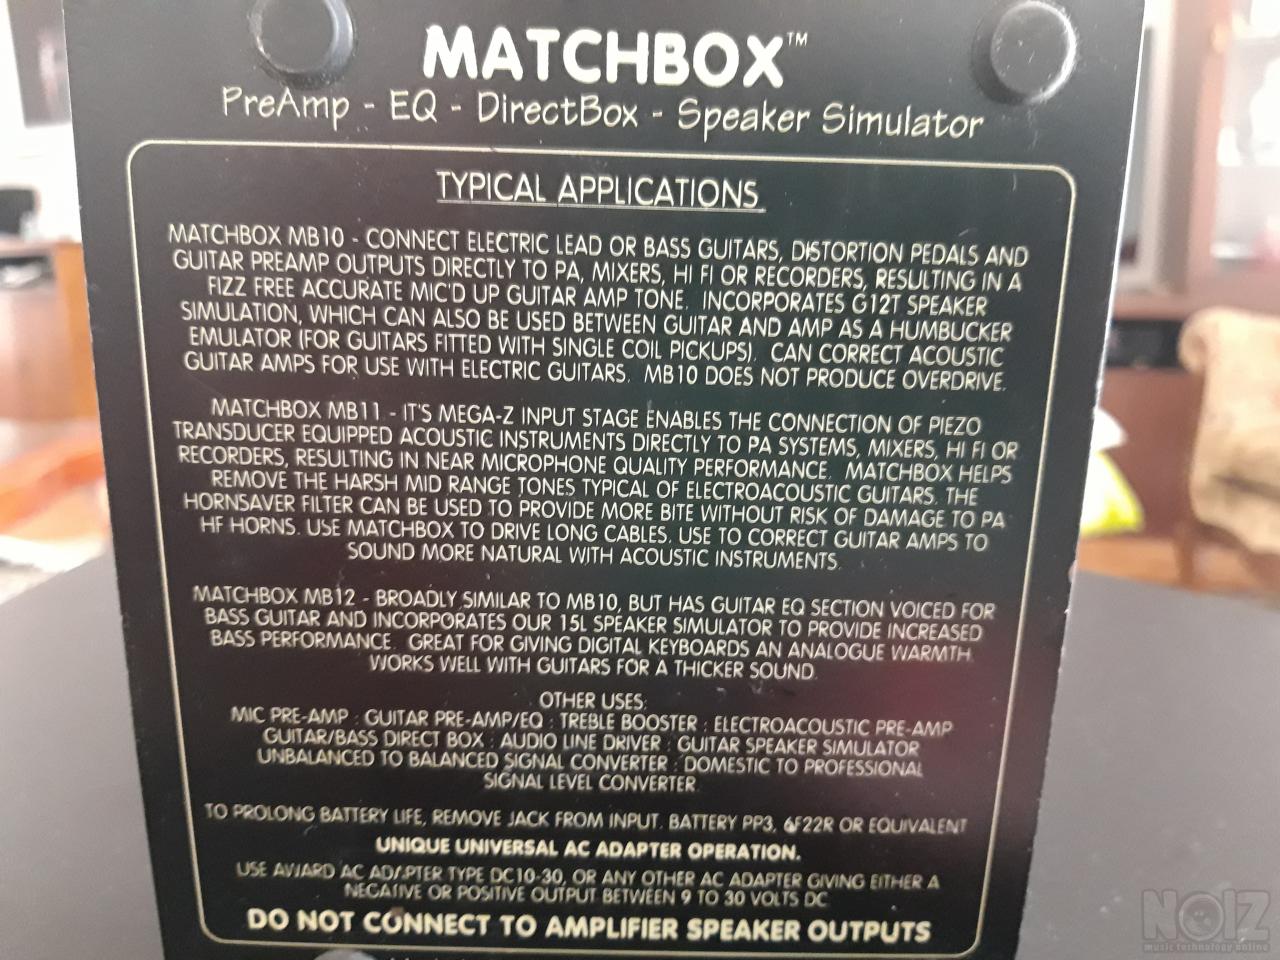 MATCHBOX™
PreAmp - EQ - DirectBox - Speaker Simulator
TYPICAL APPLICATIONS
MATCHBOX MB10 - CONNECT ELECTRIC LEAD OR BASS GUITARS, DISTORTION PEDALS AND
GUITAR PREAMP OUTPUTS DIRECTLY TO PA, MIXERS, HI FI OR RECORDERS, RESULTING IN A
FIZZ FREE ACCURATE MIC'D UP GUITAR AMP TONE. INCORPORATES G12T SPEAKER
SIMULATION, WHICH CAN ALSO BE USED BETWEEN GUITAR AND AMP AS A HUMBUCKER
EMULATOR (FOR GUITARS FITTED WITH SINGLE COIL PICKUPS). CAN CORRECT ACOUSTIC
GUITAR AMPS FOR USE WITH ELECTRIC GUITARS. MB10 DOES NOT PRODUCE OVERDRIVE.
MATCHBOX MB11 - IT'S MEGA-Z INPUT STAGE ENABLES THE CONNECTION OF PIEZO
TRANSDUCER EQUIPPED ACOUSTIC INSTRUMENTS DIRECTLY TO PA SYSTEMS, MIXERS, HI FI OR
RECORDERS, RESULTING IN NEAR MICROPHONE QUALITY PERFORMANCE. MATCHBOX HELPS
REMOVE THE HARSH MID RANGE TONES TYPICAL OF ELECTROACOUSTIC GUITARS. THE
HORNSAVER FILTER CAN BE USED TO PROVIDE MORE BITE WITHOUT RISK OF DAMAGE TO PA
HF HORNS. USE MATCHBOX TO DRIVE LONG CABLES. USE TO CORRECT GUITAR AMPS TO
SOUND MORE NATURAL WITH ACOUSTIC INSTRUMENTS.
MATCHBOX MB12 - BROADLY SIMILAR TO MB10, BUT HAS GUITAR EQ SECTION VOICED FOR
BASS GUITAR AND INCORPORATES OUR 15L SPEAKER SIMULATOR TO PROVIDE INCREASED
BASS PERFORMANCE. GREAT FOR GIVING DIGITAL KEYBOARDS AN ANALOGUE WARMTH.
WORKS WELL WITH GUITARS FOR A THICKER SOUND.
OTHER USES:
MIC PRE-AMP : GUITAR PRE-AMP/EQ : TREBLE BOOSTER : ELECTROACOUSTIC PRE-AMP
GUITAR/BASS DIRECT BOX : AUDIO LINE DRIVER : GUITAR SPEAKER SIMULATOR
UNBALANCED TO BALANCED SIGNAL CONVERTER : DOMESTIC TO PROFESSIONAL
SIGNAL LEVEL CONVERTER.
TO PROLONG BATTERY LIFE, REMOVE JACK FROM INPUT. BATTERY PP3, 6F22R OR EQUIVALENT
UNIQUE UNIVERSAL AC ADAPTER OPERATION.
USE AWARD AC ADAPTER TYPE DC10-30, OR ANY OTHER AC ADAPTER GIVING EITHER A
NEGATIVE OR POSITIVE OUTPUT BETWEEN 9 TO 30 VOLTS DC
DO NOT CONNECT TO AMPLIFIER SPEAKER OUTPUTS
NOIZ
music technology online